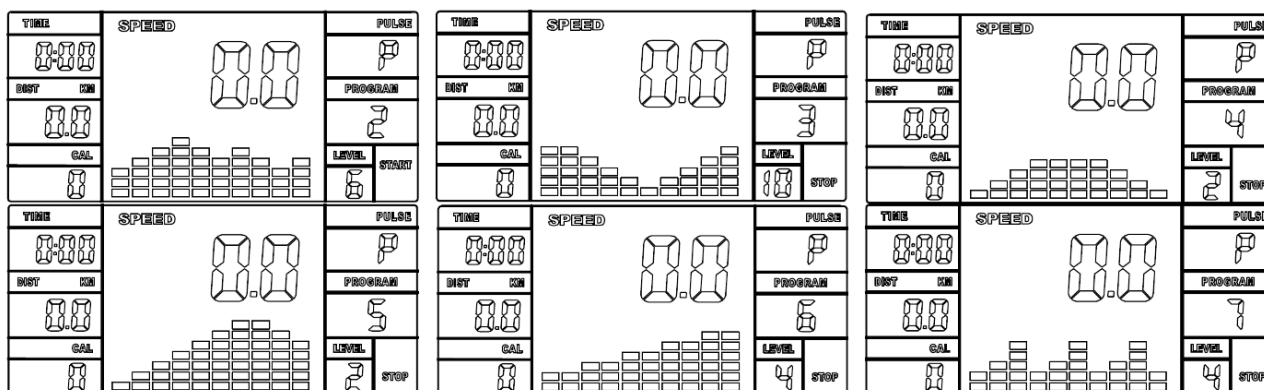 TIME SPEED PULSE
0:00 0.0 P
DIST KM PROGRAM
0.0 2
CAL LEVEL START
0 6
TIME SPEED PULSE
0:00 0.0 P
DIST KM PROGRAM
0.0 3
CAL LEVEL STOP
0 10
TIME SPEED PULSE
0:00 0.0 P
DIST KM PROGRAM
0.0 4
CAL LEVEL STOP
0 2
TIME SPEED PULSE
0:00 0.0 P
DIST KM PROGRAM
0.0 5
CAL LEVEL STOP
0 2
TIME SPEED PULSE
0:00 0.0 P
DIST KM PROGRAM
0.0 6
CAL LEVEL STOP
0 4
TIME SPEED PULSE
0:00 0.0 P
DIST KM PROGRAM
0.0 7
CAL LEVEL STOP
0 4